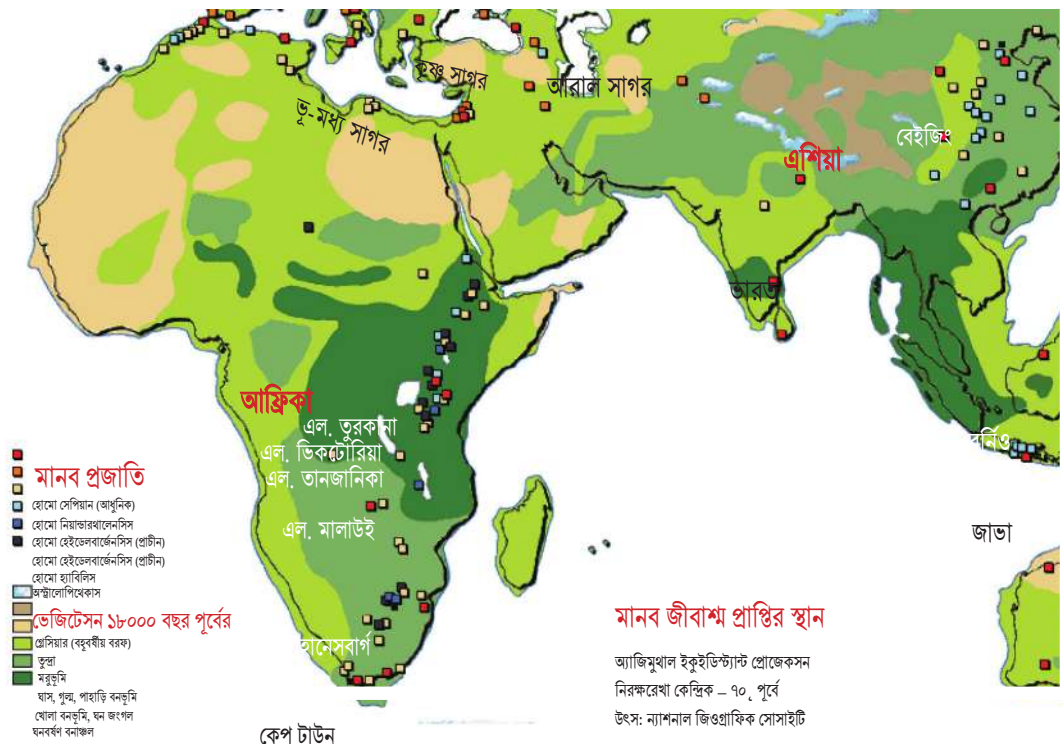 কৃষ্ণ সাগর
আরাল সাগর
ভূ-মধ্য সাগর
বেইজিং
এশিয়া
ভারত
আফ্রিকা
এল. তুরকানা
এল. ভিকটোরিয়া
এল. তানজানিকা
এল. মালাউই
জাভা
মানব প্রজাতি
হোমো সেপিয়ান (আধুনিক)
হোমো নিয়ান্ডারথালেনসিস
হোমো হেইডেলবার্জেনসিস (প্রাচীন)
হোমো হেইডেলবার্জেনসিস (প্রাচীন)
হোমো হ্যাবিলিস
অস্ট্রালোপিথেকাস
ভেজিটেসন ১৮০০০ বছর পূর্বের
গ্লেসিয়ার (বহুবর্ষীয় বরফ)
তুন্দ্রা
মরুভূমি
ঘাস, গুল্ম, পাহাড়ি বনভূমি
খোলা বনভূমি, ঘন জংগল
ঘনবর্ষণ বনাঞ্চল
হানেসবার্গ
কেপ টাউন
মানব জীবাশ্ম প্রাপ্তির স্থান
অ্যাজিমুথাল ইকুইডিস্ট্যান্ট প্রোজেকসন
নিরক্ষরেখা কেন্দ্রিক – ৭০ পূর্বে
উৎস: ন্যাশনাল জিওগ্রাফিক সোসাইটি